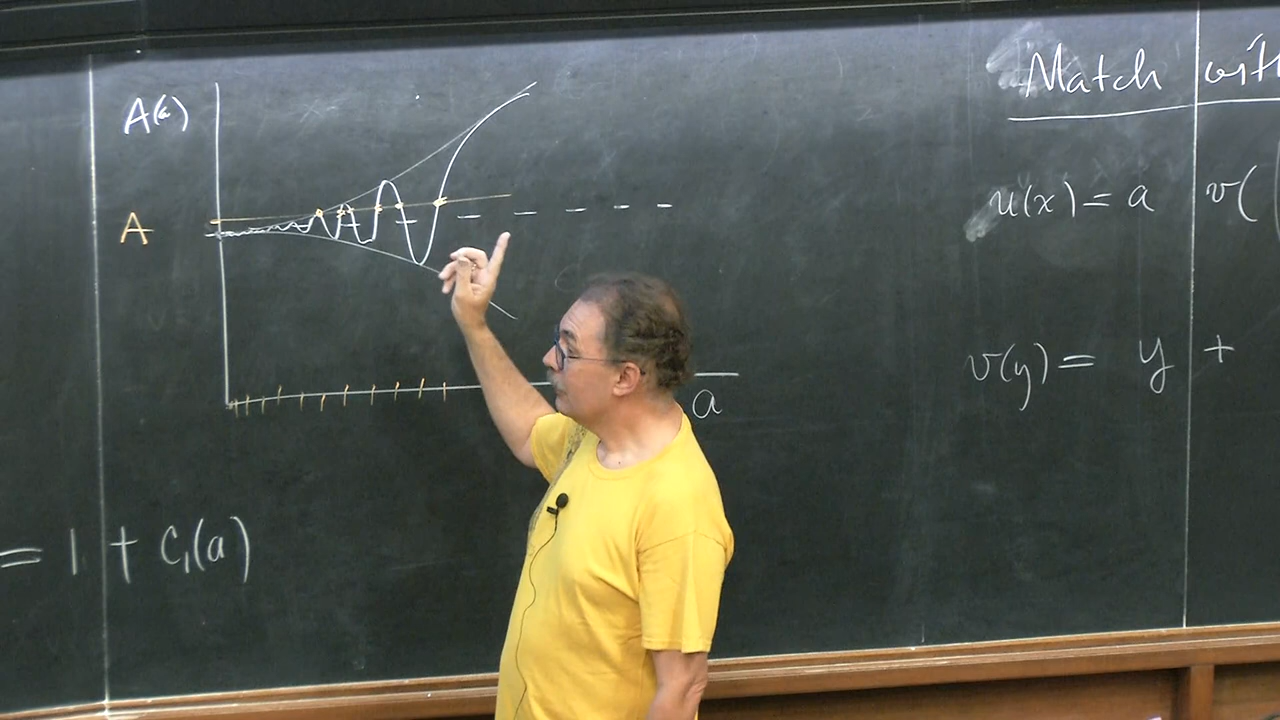 A(a)
A
a
= 1 + c₁(a)
Match with
u(x) = a v(
v(y) = y +